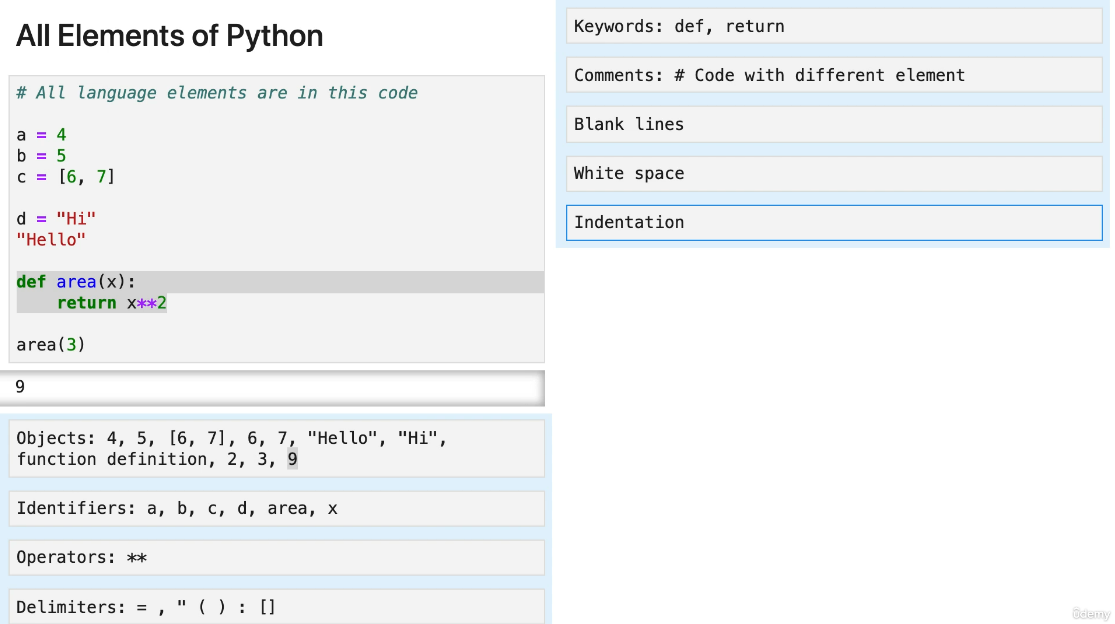 All Elements of Python
# All language elements are in this code
a = 4
b = 5
c = [6, 7]
d = "Hi"
"Hello"
def area(x):
    return x**2
area(3)
9
Objects: 4, 5, [6, 7], 6, 7, "Hello", "Hi",
function definition, 2, 3, 9
Identifiers: a, b, c, d, area, x
Operators: **
Delimiters: = , " ( ) : []
Keywords: def, return
Comments: # Code with different element
Blank lines
White space
Indentation
ûdemy